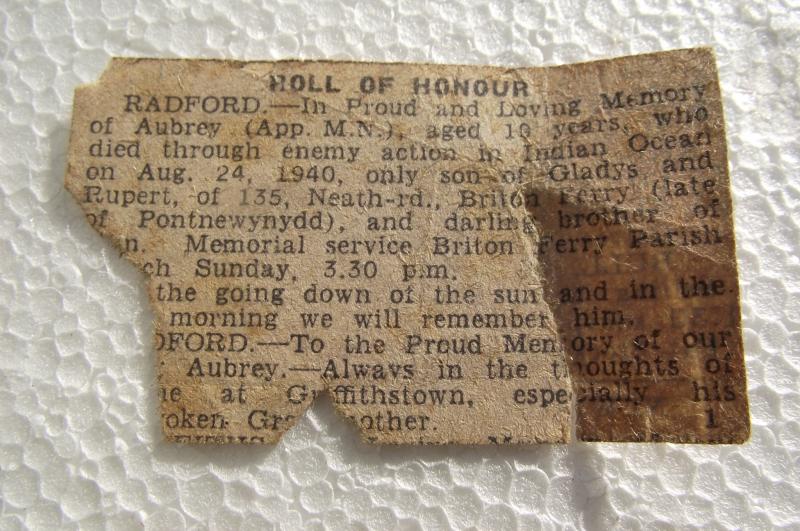 ROLL OF HONOUR
RADFORD.—In Proud and Loving Memory
of Aubrey (App. M.N.), aged years, who
died through enemy action in Indian Ocean
on Aug. 24, 1940, only son of Gladys and
Rupert, of 135, Neath-rd., Briton Ferry (late
of Pontnewynydd), and darling brother of
n. Memorial service Briton Ferry Parish
ch Sunday, 3.30 p.m.
the going down of the sun and in the
morning we will remember him.
DFORD.—To the Proud Memory of our
Aubrey.—Always in the thoughts of
e at Griffithstown, especially his
oken Gra mother. 1